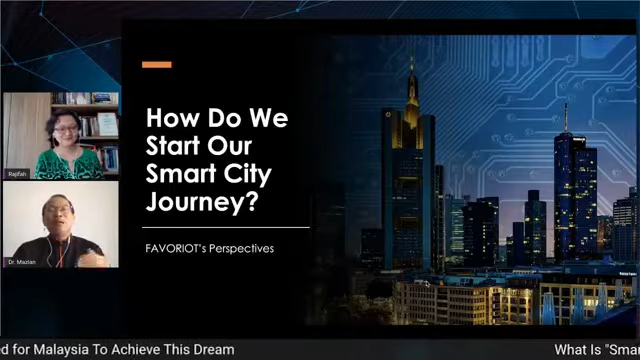 How Do We
Start Our
Smart City
Journey?
FAVORIOT's Perspectives
Rajifah
Dr. Mazlan
for Malaysia To Achieve This Dream
What Is "Smar